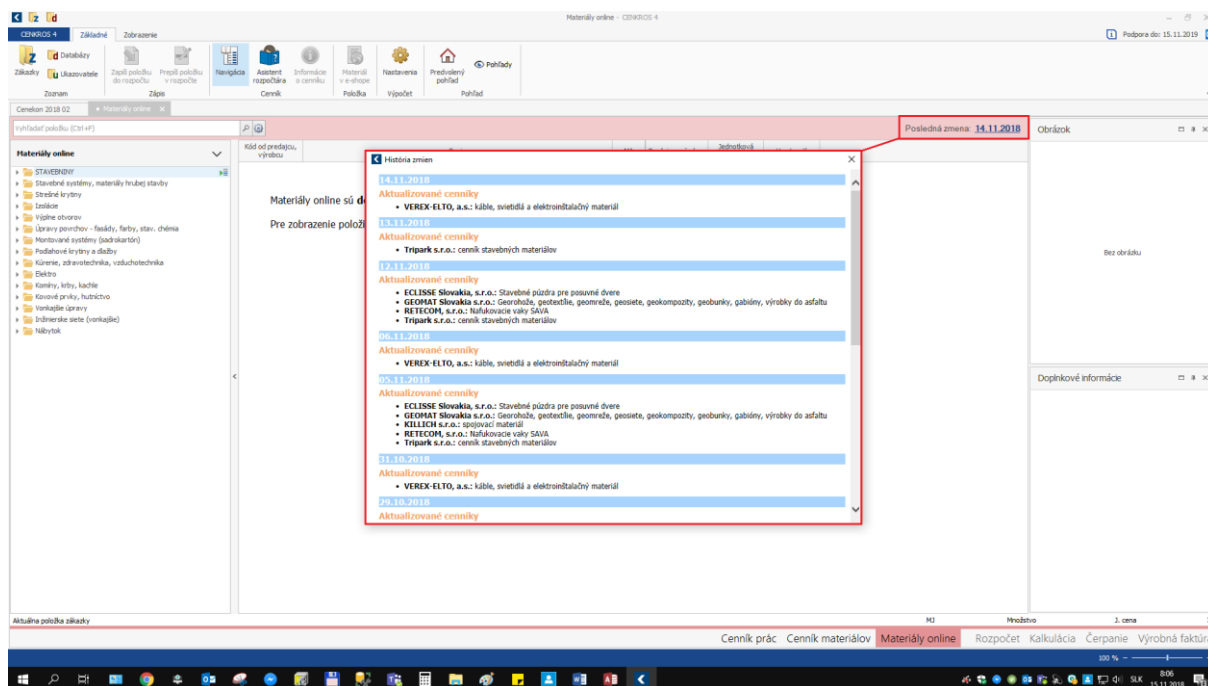 Materiály online - CENKROS 4
CENKROS 4 Základné Zobrazenie
Podpora do: 15.11.2019
Zákazky
Databázy
Ukazovatele
Zapíš položku do rozpočtu
Prepíš položku v rozpočte
Navigácia
Asistent rozpočtára
Informácie o cenníku
Materiál v e-shope
Nastavenia
Predvolený pohľad
Pohľady
Zoznam Zápis Cenník Položka Výpočet Pohľad
Cenekon 2018 02 Materiály online
Vyhľadať položku (Ctrl+F)
Posledná zmena: 14.11.2018
Obrázok
Materiály online
Kód od predajcu, výrobcu
Jednotková
STAVEBNINY
Stavebné systémy, materiály hrubej stavby
Strešné krytiny
Izolácie
Výplne otvorov
Úpravy povrchov - fasády, farby, stav. chémia
Montované systémy (sadrokartón)
Podlahové krytiny a dlažby
Kúrenie, zdravotechnika, vzduchotechnika
Elektro
Komíny, krby, kachle
Kovové prvky, hutníctvo
Vonkajšie úpravy
Inžinierske siete (vonkajšie)
Nábytok
Materiály online sú
Pre zobrazenie
História zmien
14.11.2018
Aktualizované cenníky
• VEREX-ELTO, a.s.: káble, svietidlá a elektroinštalačný materiál
13.11.2018
Aktualizované cenníky
• Tripark s.r.o.: cenník stavebných materiálov
12.11.2018
Aktualizované cenníky
• ECLISSE Slovakia, s.r.o.: Stavebné púzdra pre posuvné dvere
• GEOMAT Slovakia s.r.o.: Georohože, geotextílie, geomreže, geosiete, geokompozity, geobunky, gabióny, výrobky do asfaltu
• RETECOM, s.r.o.: Nafukovacie vaky SAVA
• Tripark s.r.o.: cenník stavebných materiálov
06.11.2018
Aktualizované cenníky
• VEREX-ELTO, a.s.: káble, svietidlá a elektroinštalačný materiál
05.11.2018
Aktualizované cenníky
• ECLISSE Slovakia, s.r.o.: Stavebné púzdra pre posuvné dvere
• GEOMAT Slovakia s.r.o.: Georohože, geotextílie, geomreže, geosiete, geokompozity, geobunky, gabióny, výrobky do asfaltu
• KILLICH s.r.o.: spojovací materiál
• RETECOM, s.r.o.: Nafukovacie vaky SAVA
• Tripark s.r.o.: cenník stavebných materiálov
31.10.2018
Aktualizované cenníky
• VEREX-ELTO, a.s.: káble, svietidlá a elektroinštalačný materiál
29.10.2018
Aktualizované cenníky
Bez obrázku
Doplnkové informácie
Aktuálna položka zákazky
MJ Množstvo J. cena
Cenník prác Cenník materiálov Materiály online Rozpočet Kalkulácia Čerpanie Výrobná faktúra
100 %
SLK
8:06
15.11.2018